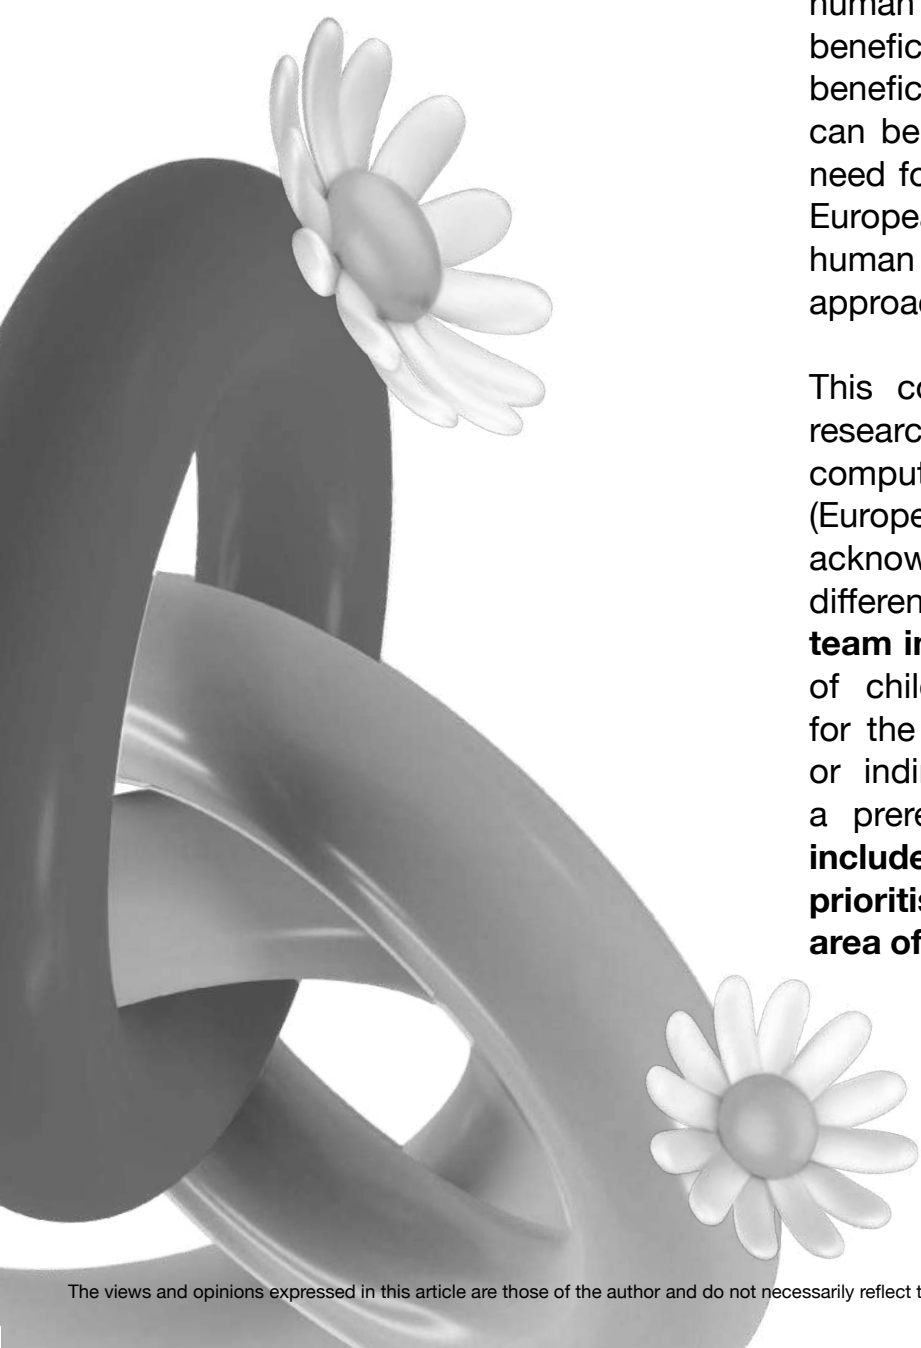 human
benefic
benefic
can be
need fo
Europea
human
approac
This co
researc
comput
(Europe
acknow
differen
team in
of chil
for the
or indi
a prere
include
prioritis
area of
The views and opinions expressed in this article are those of the author and do not necessarily reflect t